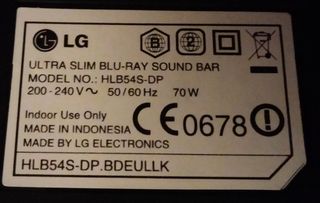 LG
B 2
ULTRA SLIM BLU-RAY SOUND BAR
MODEL NO.: HLB54S-DP
200 - 240 V~ 50 / 60 Hz 70 W
Indoor Use Only
MADE IN INDONESIA
MADE BY LG ELECTRONICS
CE 0678
HLB54S-DP.BDEULLK